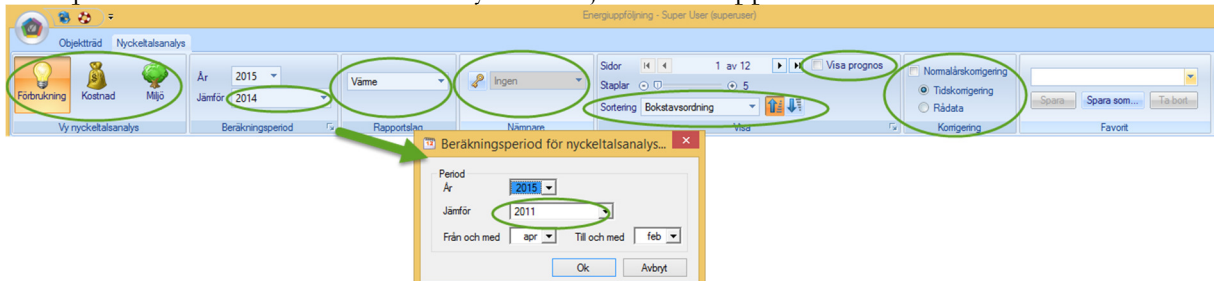 Energiuppföljning - Super User (superuser)
Objektträd Nyckeltalsanalys
Förbrukning Kostnad Miljö
Vy nyckeltalsanalys
År 2015
Jämför 2014
Beräkningsperiod
Värme
Rapportslag
Ingen
Nämnare
Sidor 1 av 12 Visa prognos
Staplar 5
Sortering Bokstavsordning
Visa
Normalårskorrigering
Tidskorrigering
Rådata
Korrigering
Spara Spara som... Ta bort
Favorit
Beräkningsperiod för nyckeltalsanalys...
Period
År 2015
Jämför 2011
Från och med apr Till och med feb
Ok Avbryt